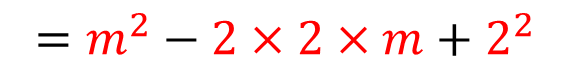 = m² − 2 × 2 × m + 2²